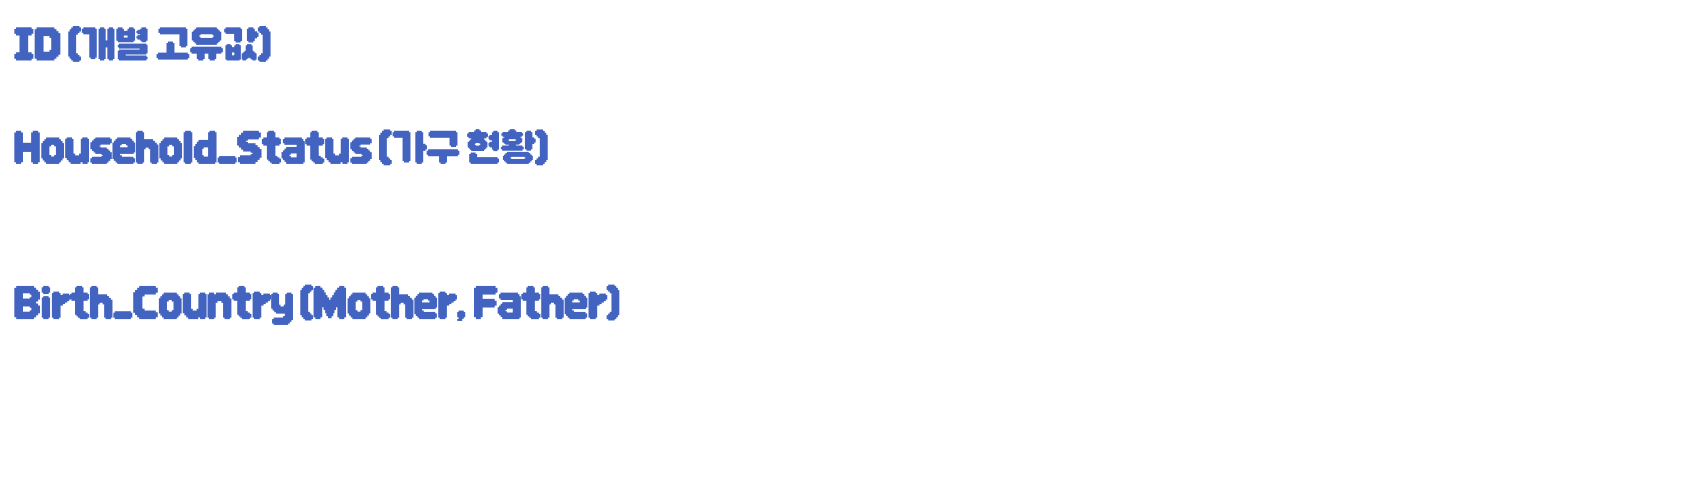 ID (개별 고유값)
Household_Status (가구 현황)
Birth_Country (Mother, Father)